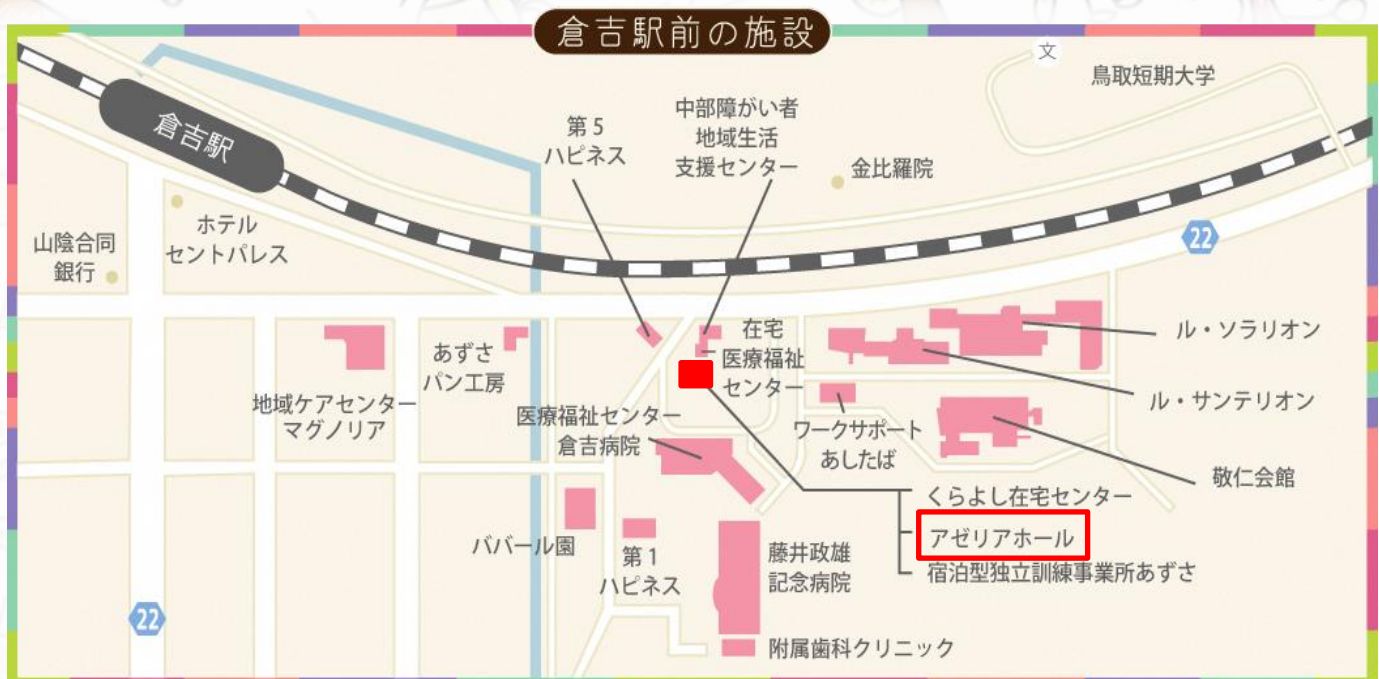 倉吉駅前の施設
文
鳥取短期大学
倉吉駅
第5
ハピネス
中部障がい者
地域生活
支援センター
金比羅院
ホテル
セントパレス
山陰合同
銀行
22
在宅
医療福祉
センター
ル・ソラリオン
あずさ
パン工房
地域ケアセンター
マグノリア
ル・サンテリオン
医療福祉センター
倉吉病院
ワークサポート
あしたば
敬仁会館
くらよし在宅センター
アゼリアホール
宿泊型独立訓練事業所あずさ
ババール園
第1
ハピネス
藤井政雄
記念病院
22
附属歯科クリニック